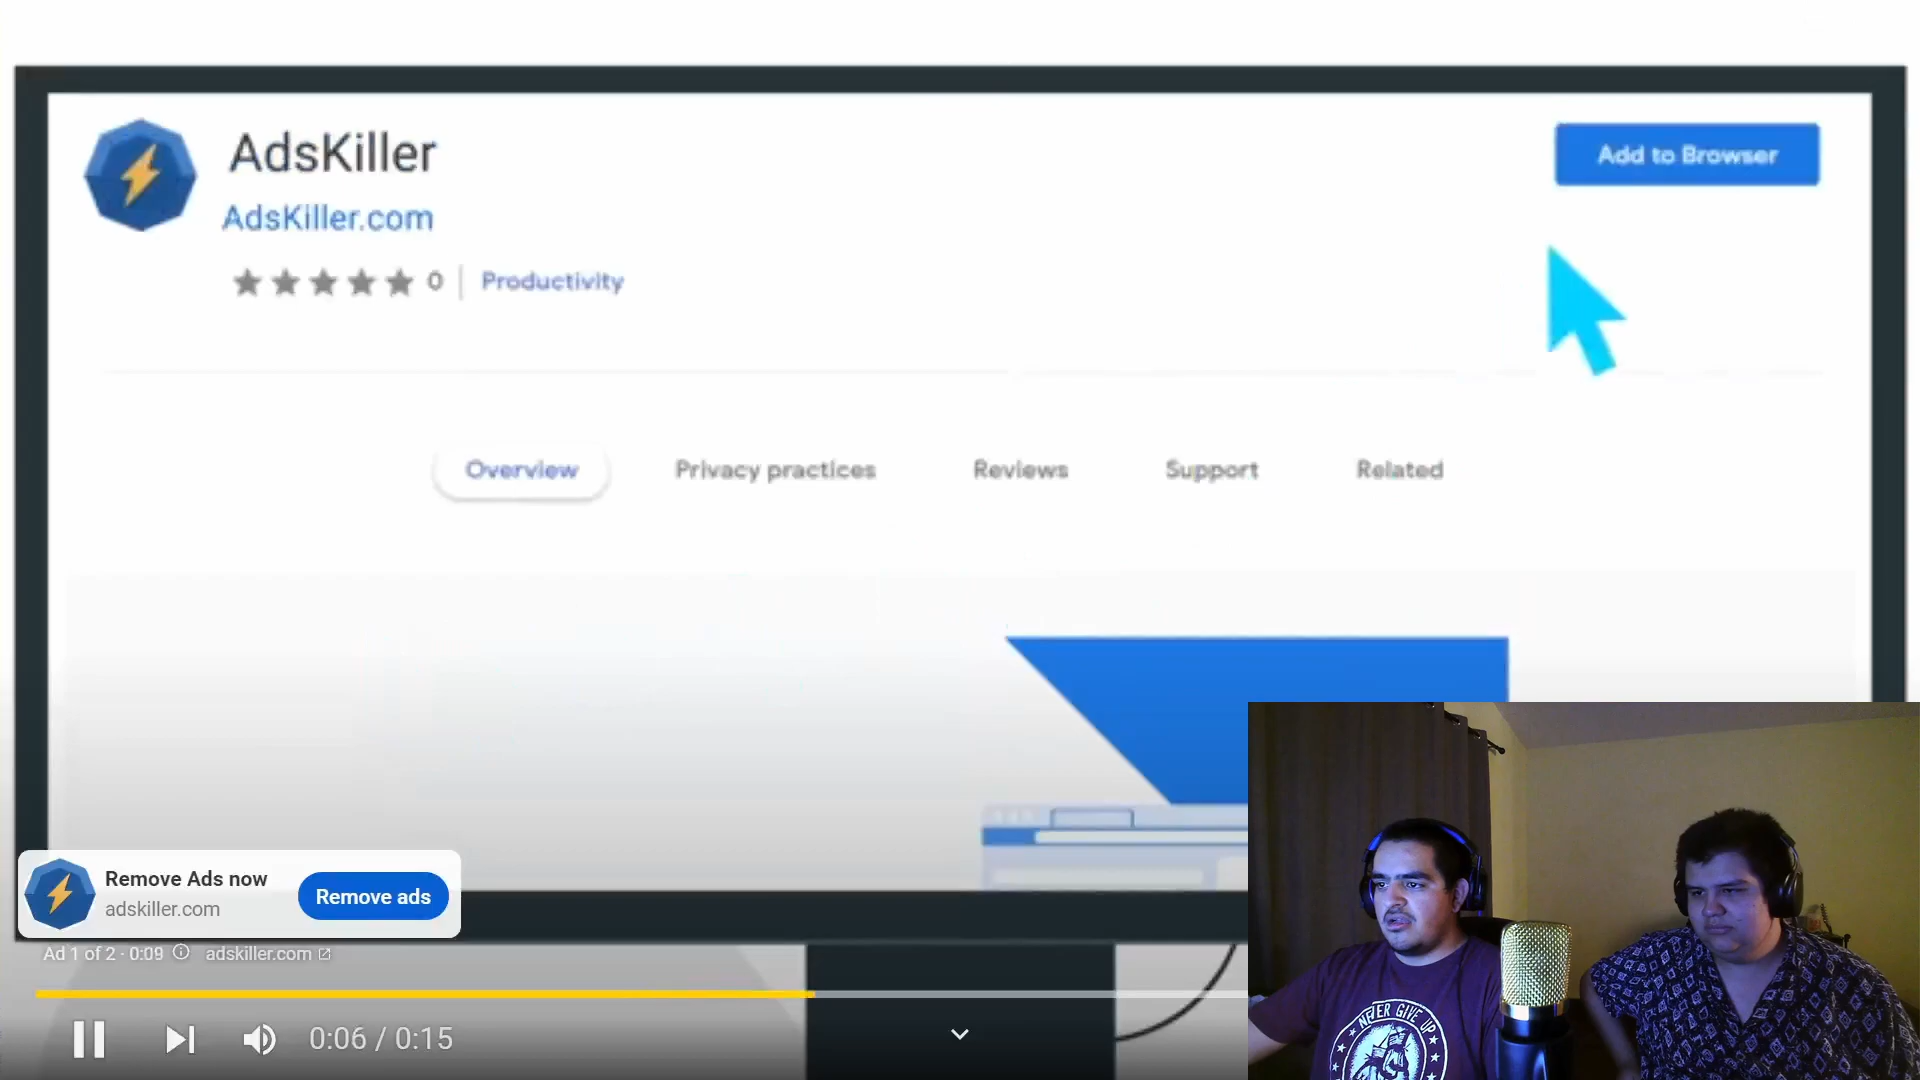 AdsKiller
AdsKiller.com
0 | Productivity
Add to Browser
Overview
Privacy practices
Reviews
Support
Related
Remove Ads now
adskiller.com
Remove ads
Ad 1 of 2 · 0:09
adskiller.com
0:06 / 0:15
NEVER GIVE UP